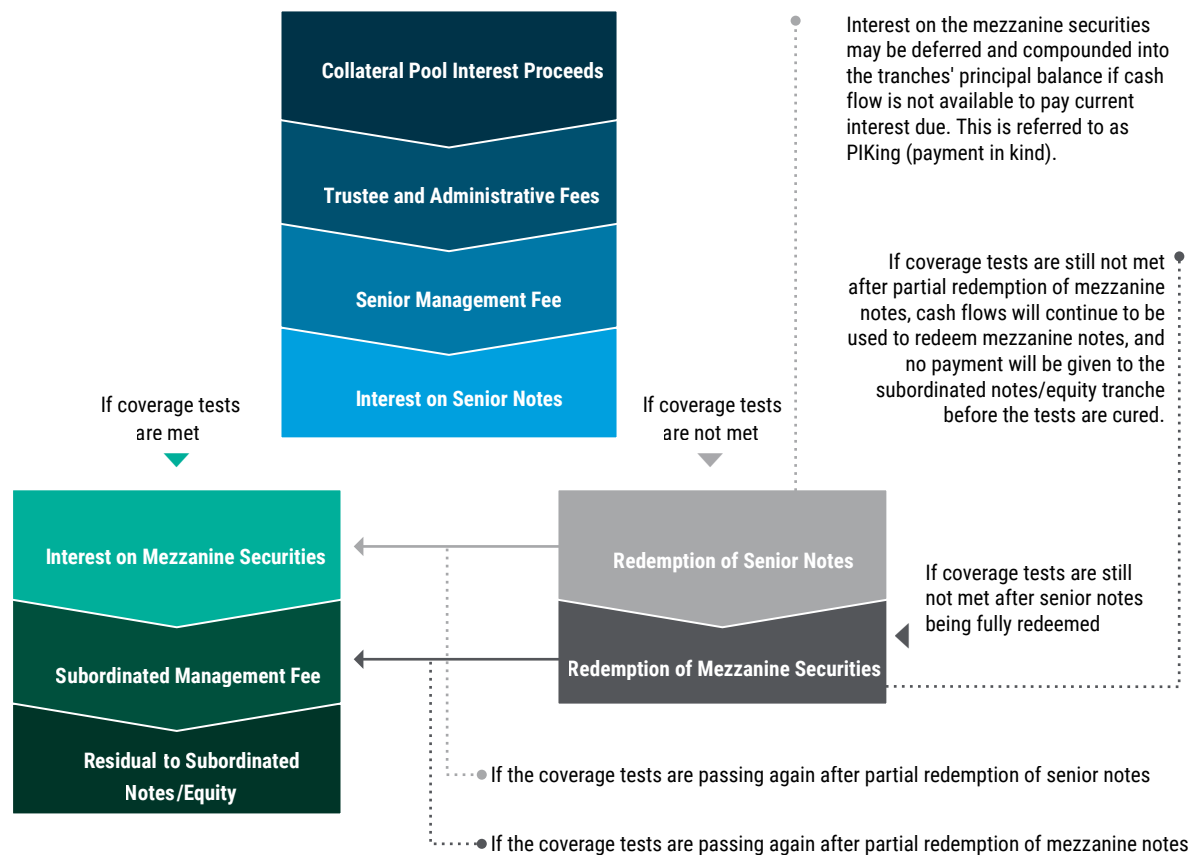 Collateral Pool Interest Proceeds
Trustee and Administrative Fees
Senior Management Fee
Interest on Senior Notes
Interest on the mezzanine securities
may be deferred and compounded into
the tranches' principal balance if cash
flow is not available to pay current
interest due. This is referred to as
PIKing (payment in kind).
If coverage tests are still not met
after partial redemption of mezzanine
notes, cash flows will continue to be
used to redeem mezzanine notes, and
no payment will be given to the
subordinated notes/equity tranche
before the tests are cured.
If coverage tests
are met
If coverage tests
are not met
Interest on Mezzanine Securities
Subordinated Management Fee
Residual to Subordinated
Notes/Equity
Redemption of Senior Notes
Redemption of Mezzanine Securities
If coverage tests are still
not met after senior notes
being fully redeemed
If the coverage tests are passing again after partial redemption of senior notes
If the coverage tests are passing again after partial redemption of mezzanine notes